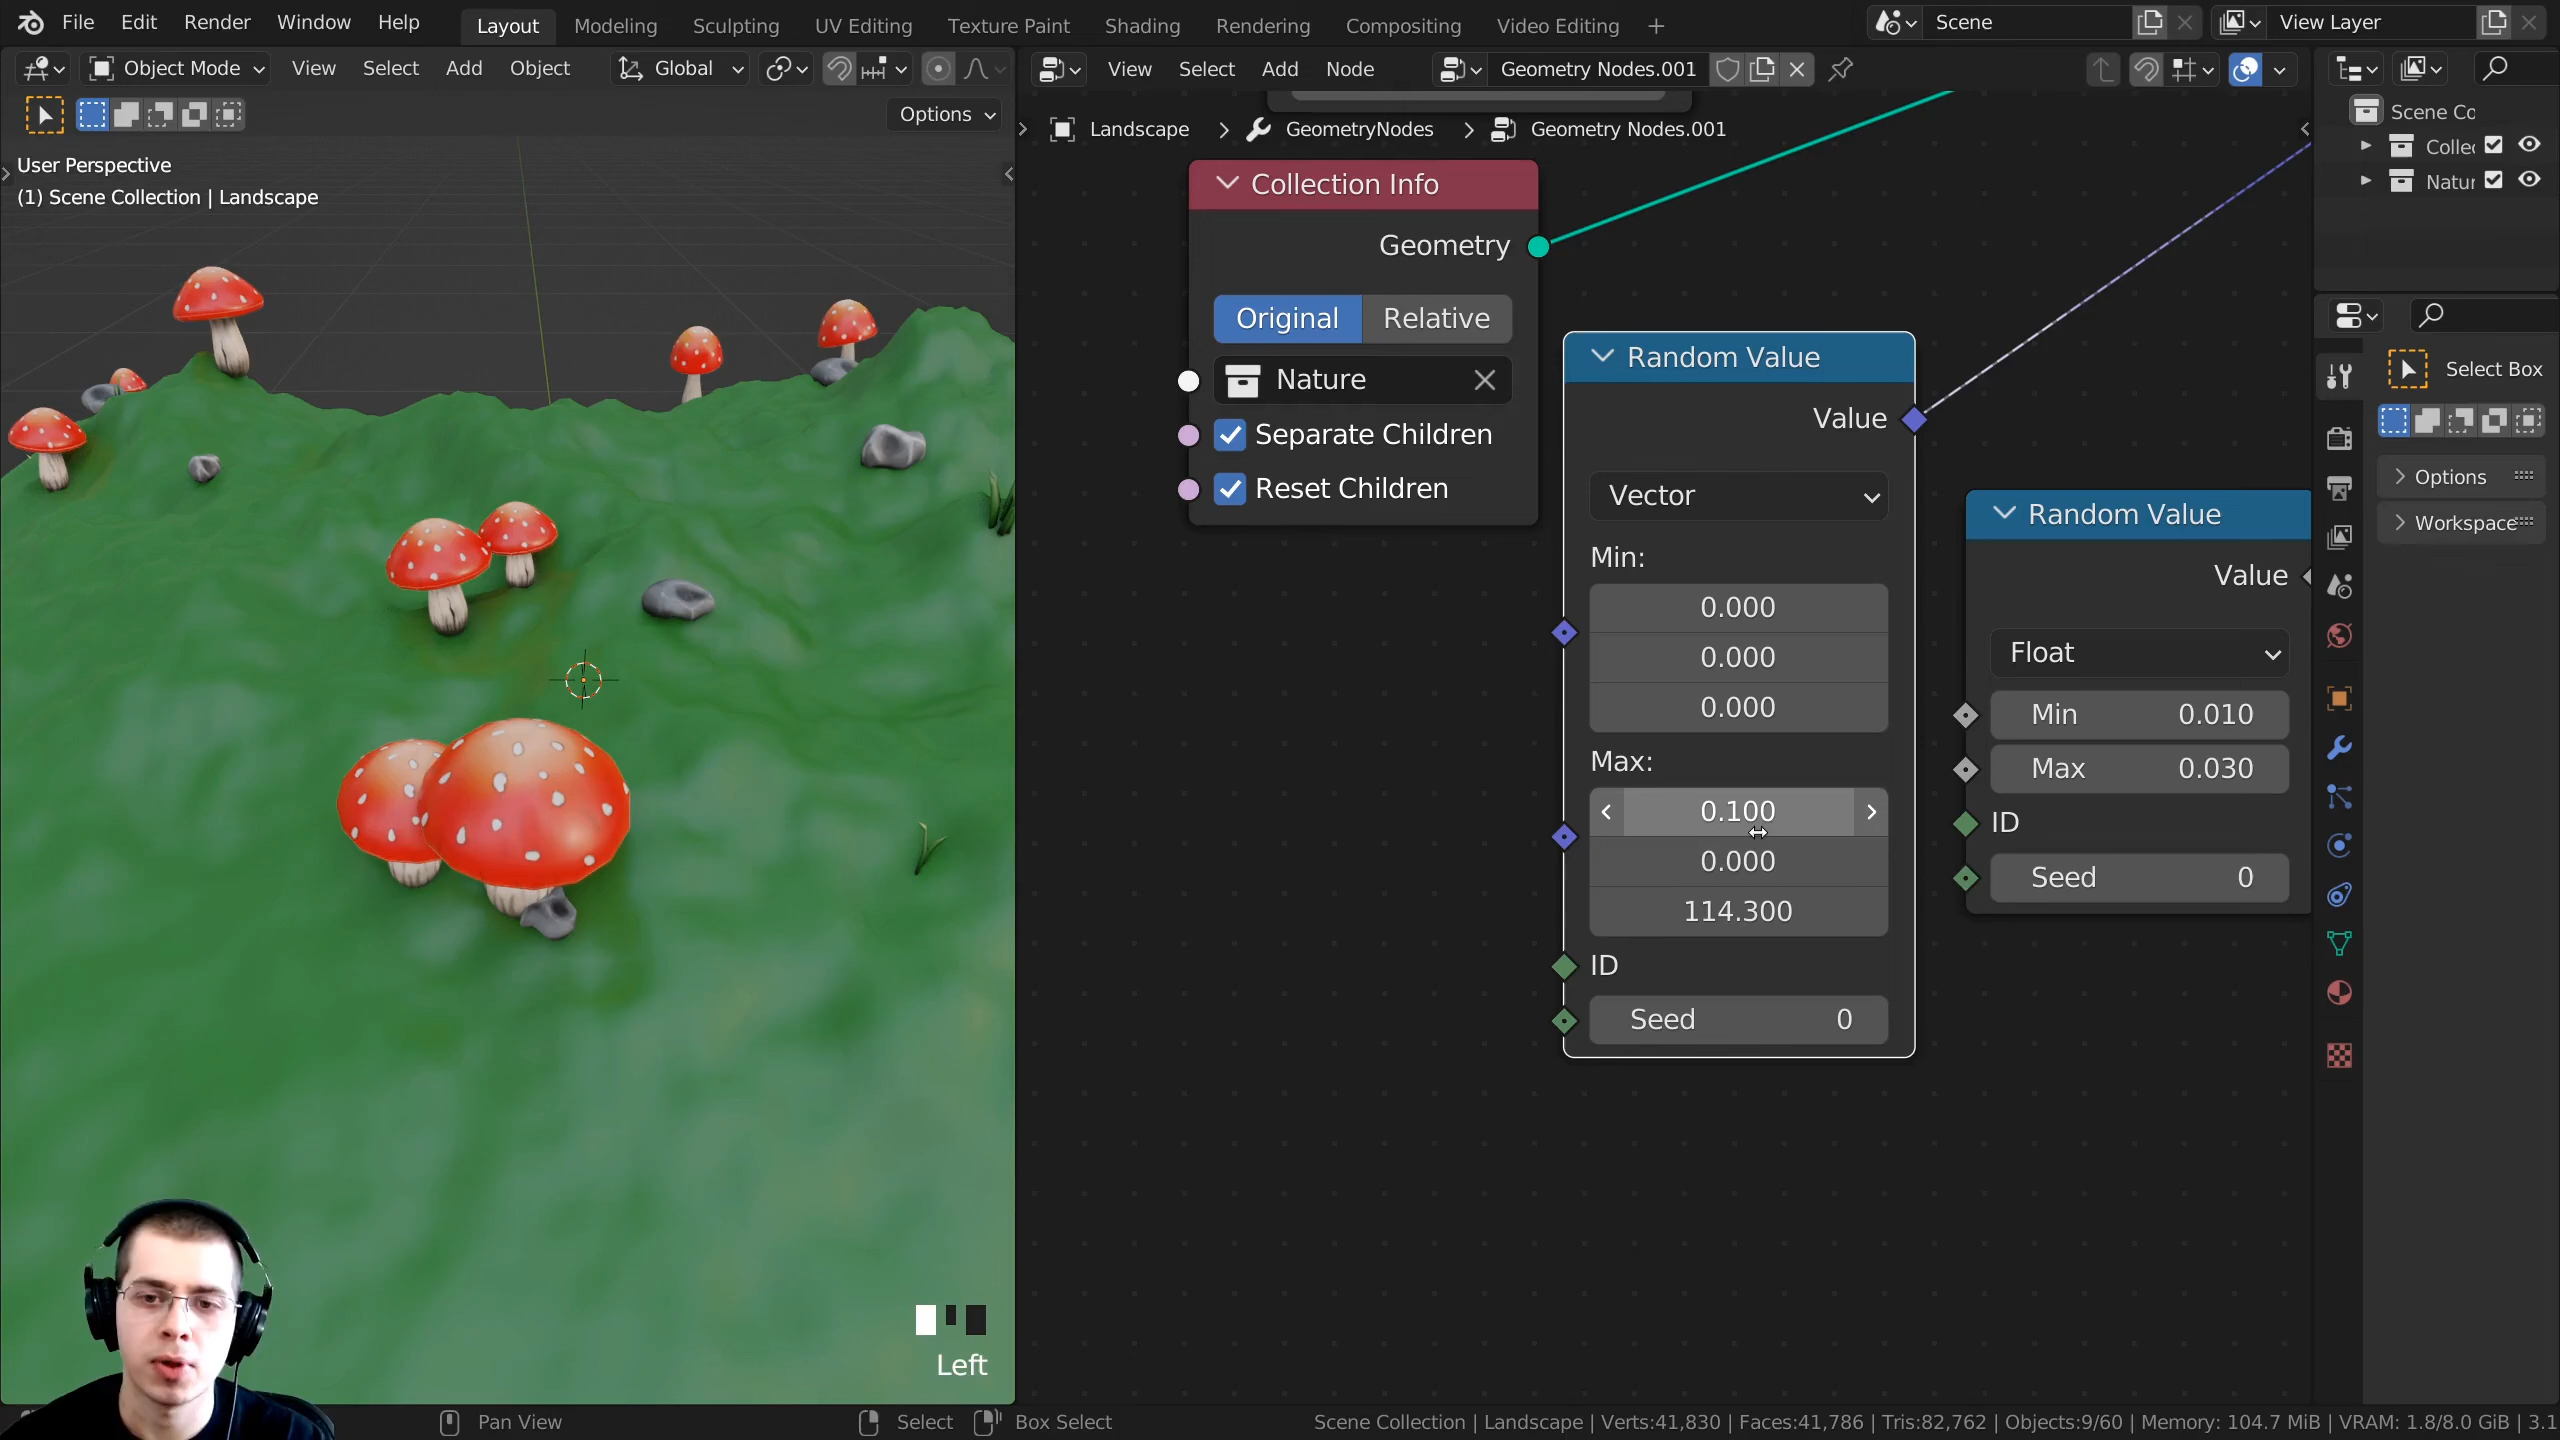 File Edit Render Window Help Layout Modeling Sculpting UV Editing Texture Paint Shading Rendering Compositing Video Editing + Scene View Layer
Object Mode View Select Add Object Global
View Select Add Node Geometry Nodes.001
Options
User Perspective
(1) Scene Collection | Landscape
Landscape > GeometryNodes > Geometry Nodes.001
Collection Info
Geometry
Original Relative
Nature
Separate Children
Reset Children
Random Value
Value
Vector
Min:
0.000
0.000
0.000
Max:
0.100
0.000
114.300
ID
Seed 0
Random Value
Value
Float
Min 0.010
Max 0.030
ID
Seed 0
Scene Co
Collec
Natur
Select Box
Options
Workspace
Left
Pan View Select Box Select Scene Collection | Landscape | Verts:41,830 | Faces:41,786 | Tris:82,762 | Objects:9/60 | Memory: 104.7 MiB | VRAM: 1.8/8.0 GiB | 3.1